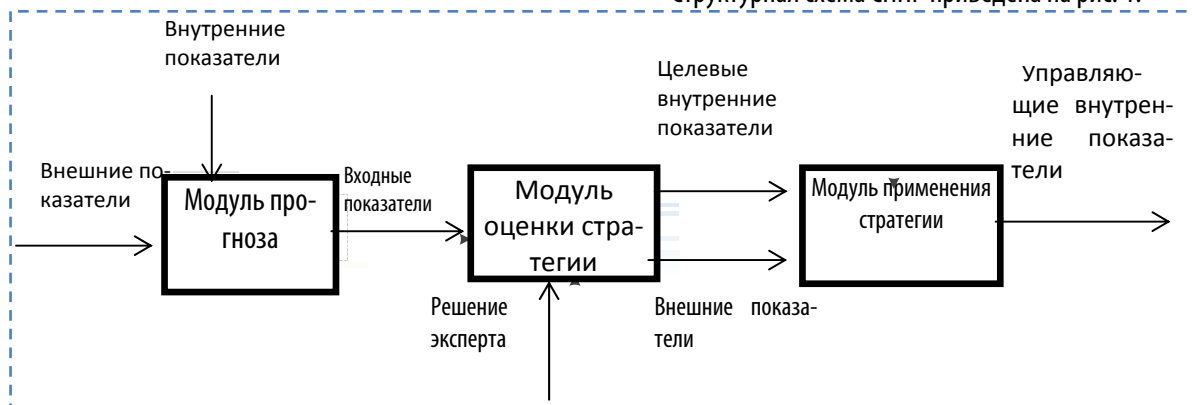 Внутренние
показатели
Внешние по-
казатели
Модуль про-
гноза
Входные
показатели
Модуль
оценки стра-
тегии
Решение
эксперта
Целевые
внутренние
показатели
Внешние показа-
тели
Модуль применения
стратегии
Управляю-
щие внутрен-
ние показа-
тели